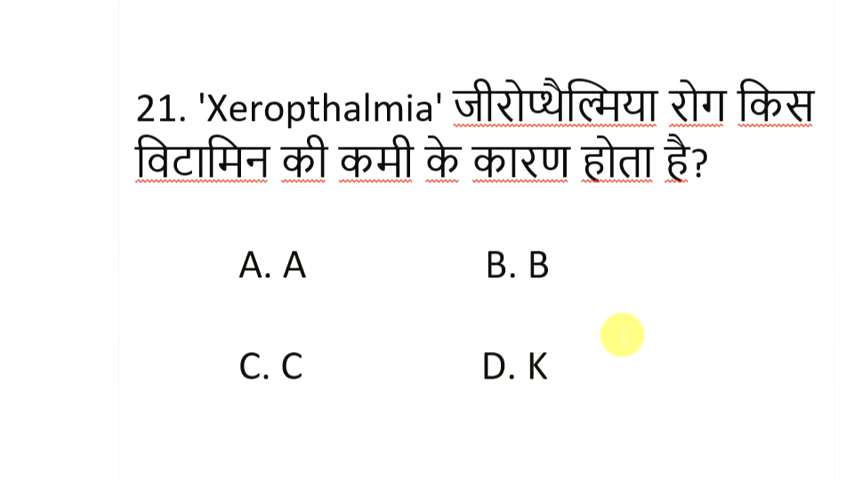 21. 'Xeropthalmia' जीरोप्थैल्मिया रोग किस
विटामिन की कमी के कारण होता है?
A. A B. B
C. C D. K